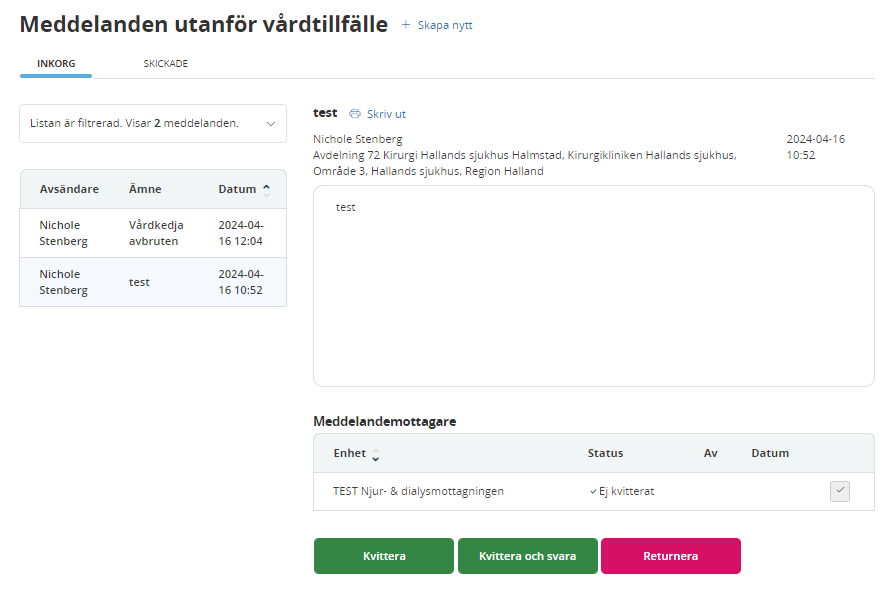 Meddelanden utanför vårdtillfälle + Skapa nytt
INKORG SKICKADE
Listan är filtrerad. Visar 2 meddelanden.
Avsändare Ämne Datum
Nichole Stenberg Vårdkedja avbruten 2024-04-16 12:04
Nichole Stenberg test 2024-04-16 10:52
test Skriv ut
Nichole Stenberg
Avdelning 72 Kirurgi Hallands sjukhus Halmstad, Kirurgikliniken Hallands sjukhus,
Område 3, Hallands sjukhus, Region Halland
2024-04-16
10:52
test
Meddelandemottagare
Enhet Status Av Datum
TEST Njur- & dialysmottagningen Ej kvitterat
Kvittera Kvittera och svara Returnera